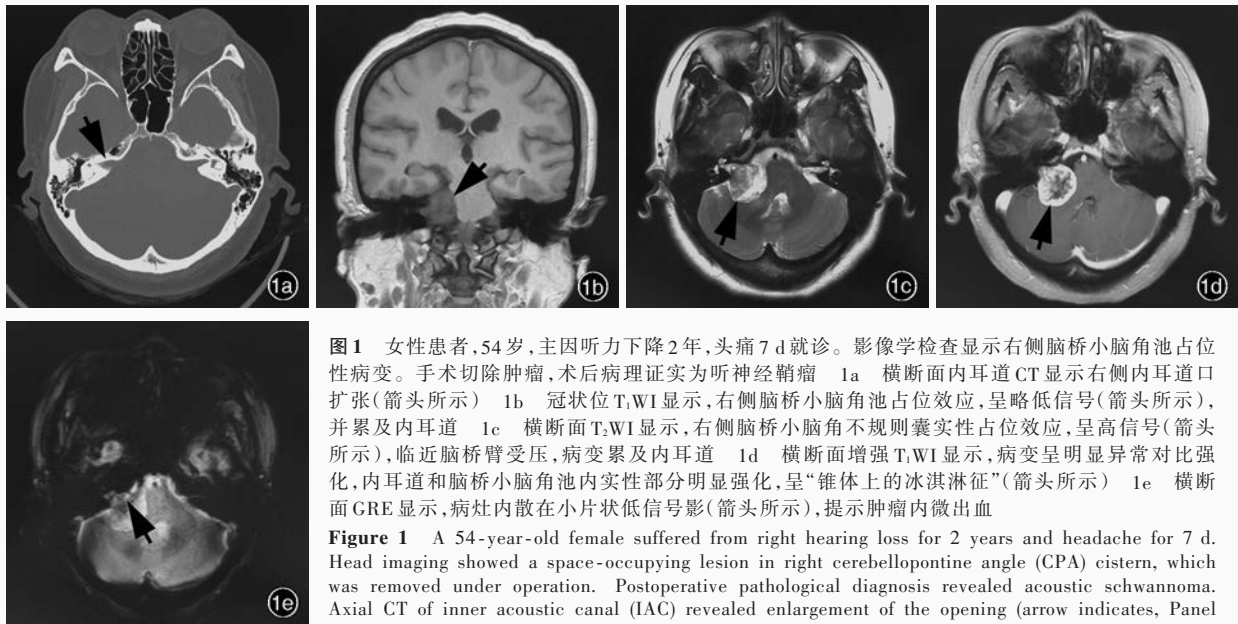 1a
1b
1c
1d
1e
图1 女性患者,54岁,主因听力下降2年,头痛7 d就诊。影像学检查显示右侧脑桥小脑角池占位
性病变。手术切除肿瘤,术后病理证实为听神经鞘瘤 1a 横断面内耳道CT显示右侧内耳道口
扩张(箭头所示) 1b 冠状位T₁WI显示,右侧脑桥小脑角池占位效应,呈略低信号(箭头所示),
并累及内耳道 1c 横断面T₂WI显示,右侧脑桥小脑角不规则囊实性占位效应,呈高信号(箭头
所示),临近脑桥臂受压,病变累及内耳道 1d 横断面增强T₁WI显示,病变呈明显异常对比强
化,内耳道和脑桥小脑角池内实性部分明显强化,呈“锥体上的冰淇淋征”(箭头所示) 1e 横断
面GRE显示,病灶内散在小片状低信号影(箭头所示),提示肿瘤内微出血
Figure 1 A 54-year-old female suffered from right hearing loss for 2 years and headache for 7 d.
Head imaging showed a space-occupying lesion in right cerebellopontine angle (CPA) cistern, which
was removed under operation. Postoperative pathological diagnosis revealed acoustic schwannoma.
Axial CT of inner acoustic canal (IAC) revealed enlargement of the opening (arrow indicates, Panel